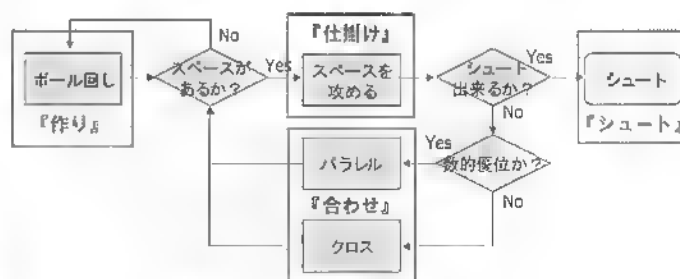 No
『仕掛け』
ボール回し
スペースが
あるか？
Yes
スペースを
攻める
シュート
出来るか？
Yes
シュート
『作り』
『シュート』
No
パラレル
Yes
数的優位か？
『合わせ』
No
クロス